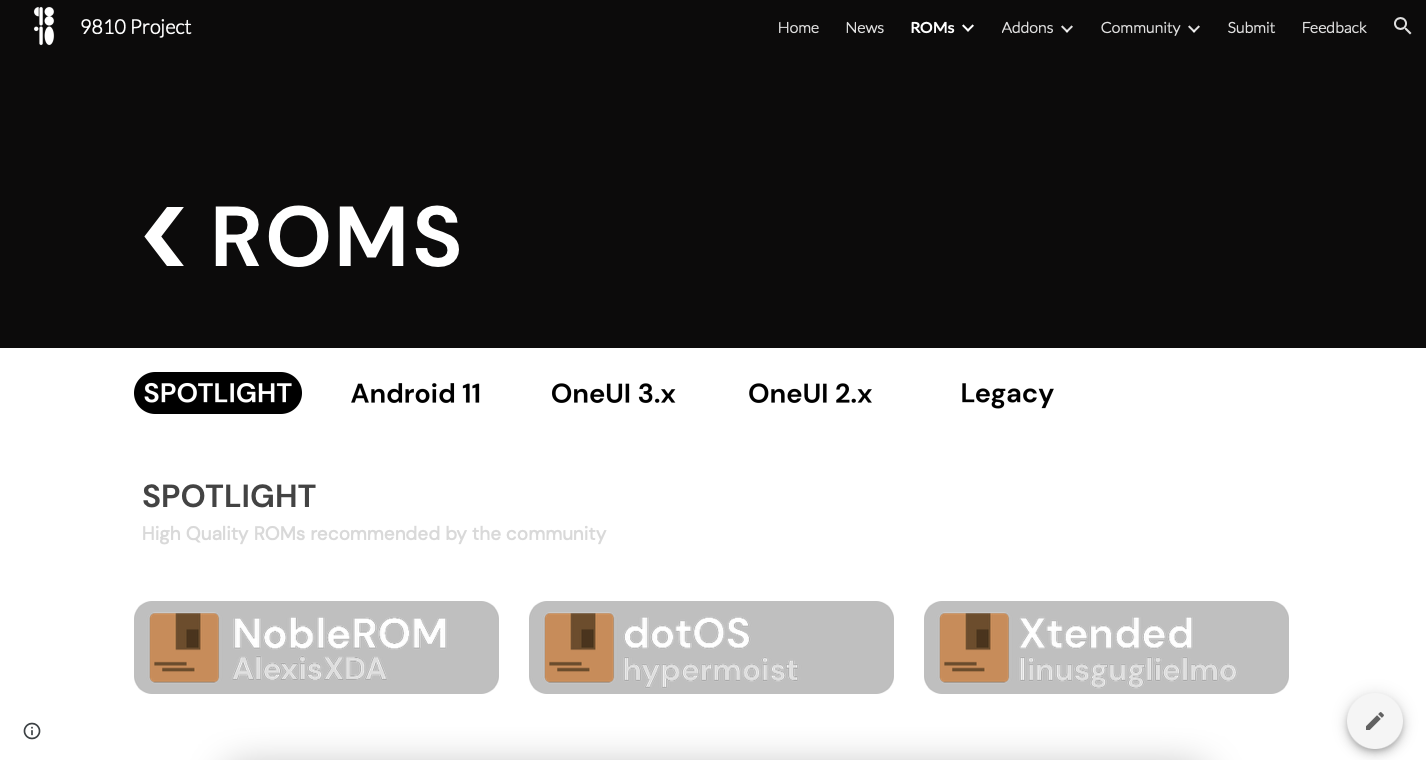 9810 Project
Home News ROMs Addons Community Submit Feedback
ROMS
SPOTLIGHT Android 11 OneUI 3.x OneUI 2.x Legacy
SPOTLIGHT
High Quality ROMs recommended by the community
NobleROM
AlexisXDA
dotOS
hypermoist
Xtended
linusguglielmo